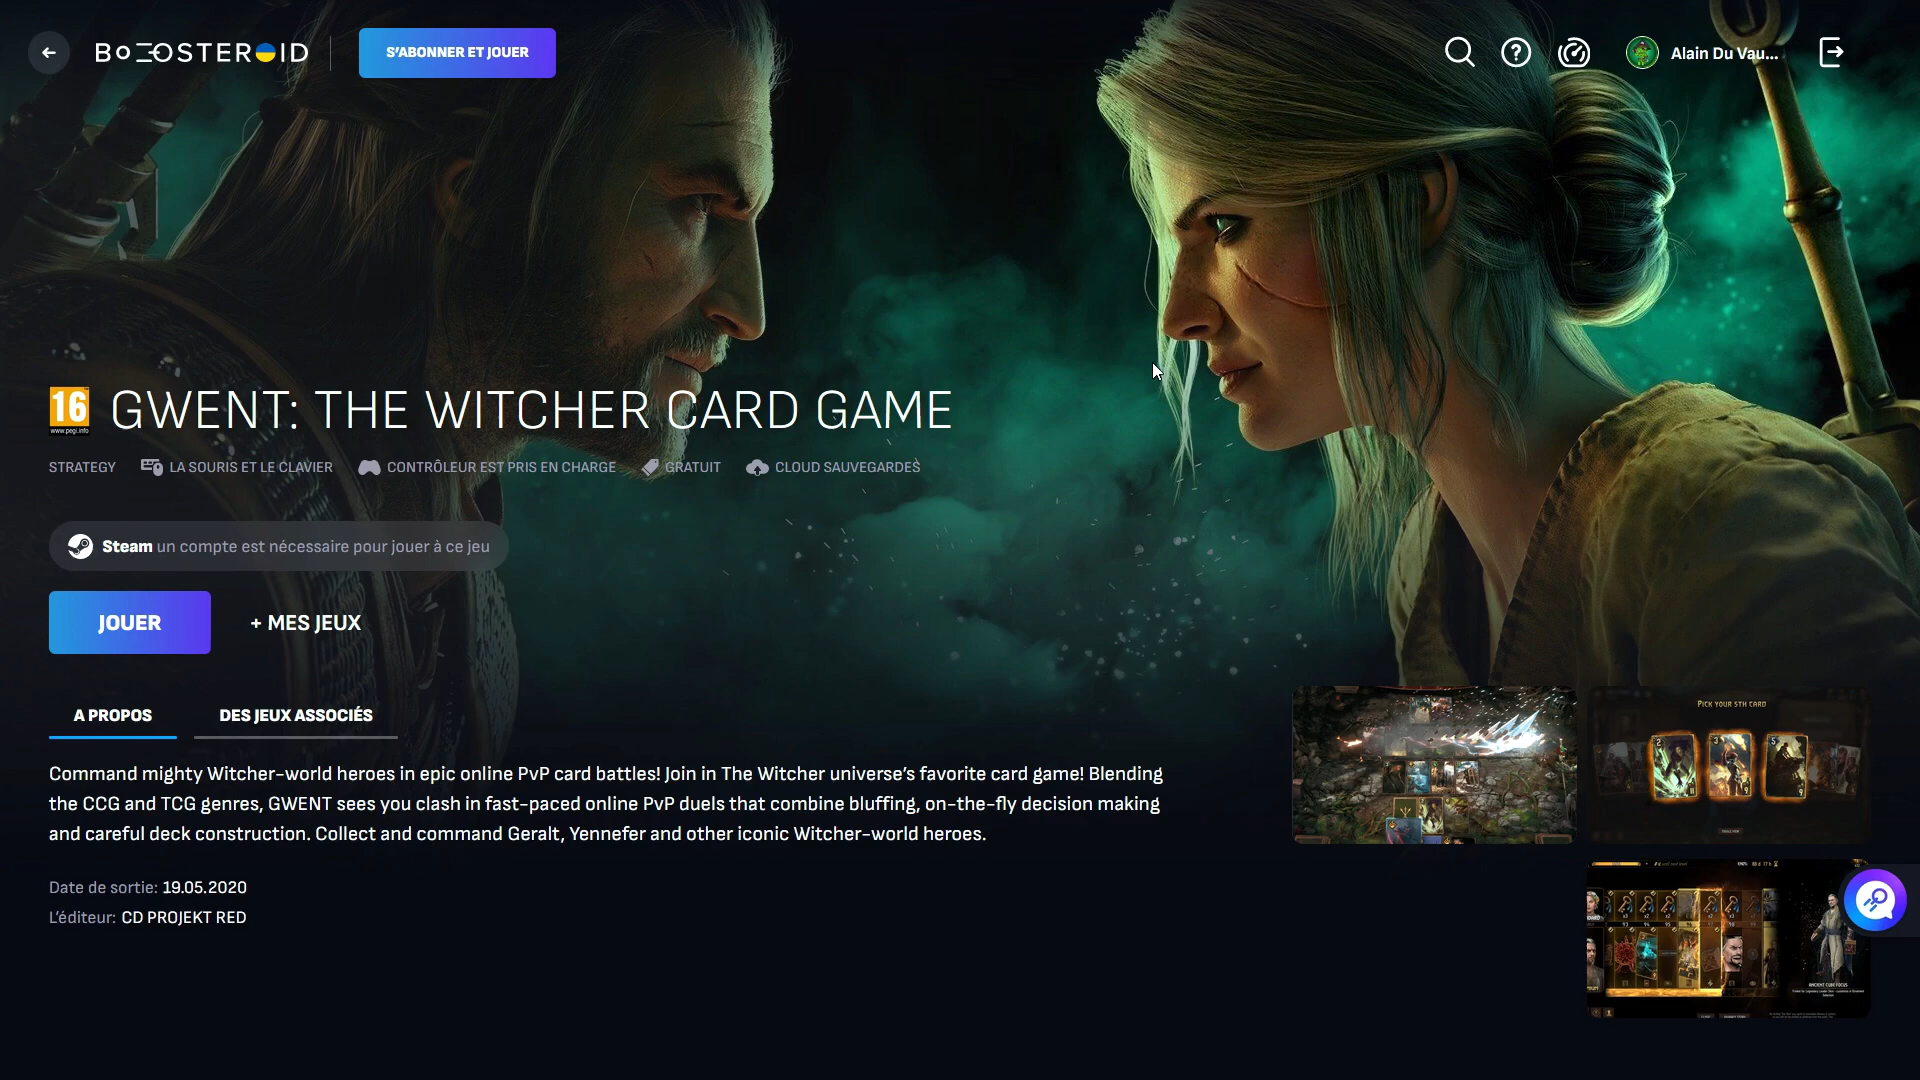 BOOSTEROID
S'ABONNER ET JOUER
Alain Du Vau...
16
www.pegi.info
GWENT: THE WITCHER CARD GAME
STRATEGY
LA SOURIS ET LE CLAVIER
CONTRÔLEUR EST PRIS EN CHARGE
GRATUIT
CLOUD SAUVEGARDES
Steam un compte est nécessaire pour jouer à ce jeu
JOUER
+ MES JEUX
A PROPOS
DES JEUX ASSOCIÉS
Command mighty Witcher-world heroes in epic online PvP card battles! Join in The Witcher universe's favorite card game! Blending
the CCG and TCG genres, GWENT sees you clash in fast-paced online PvP duels that combine bluffing, on-the-fly decision making
and careful deck construction. Collect and command Geralt, Yennefer and other iconic Witcher-world heroes.
Date de sortie: 19.05.2020
L'éditeur: CD PROJEKT RED
PICK YOUR 5TH CARD